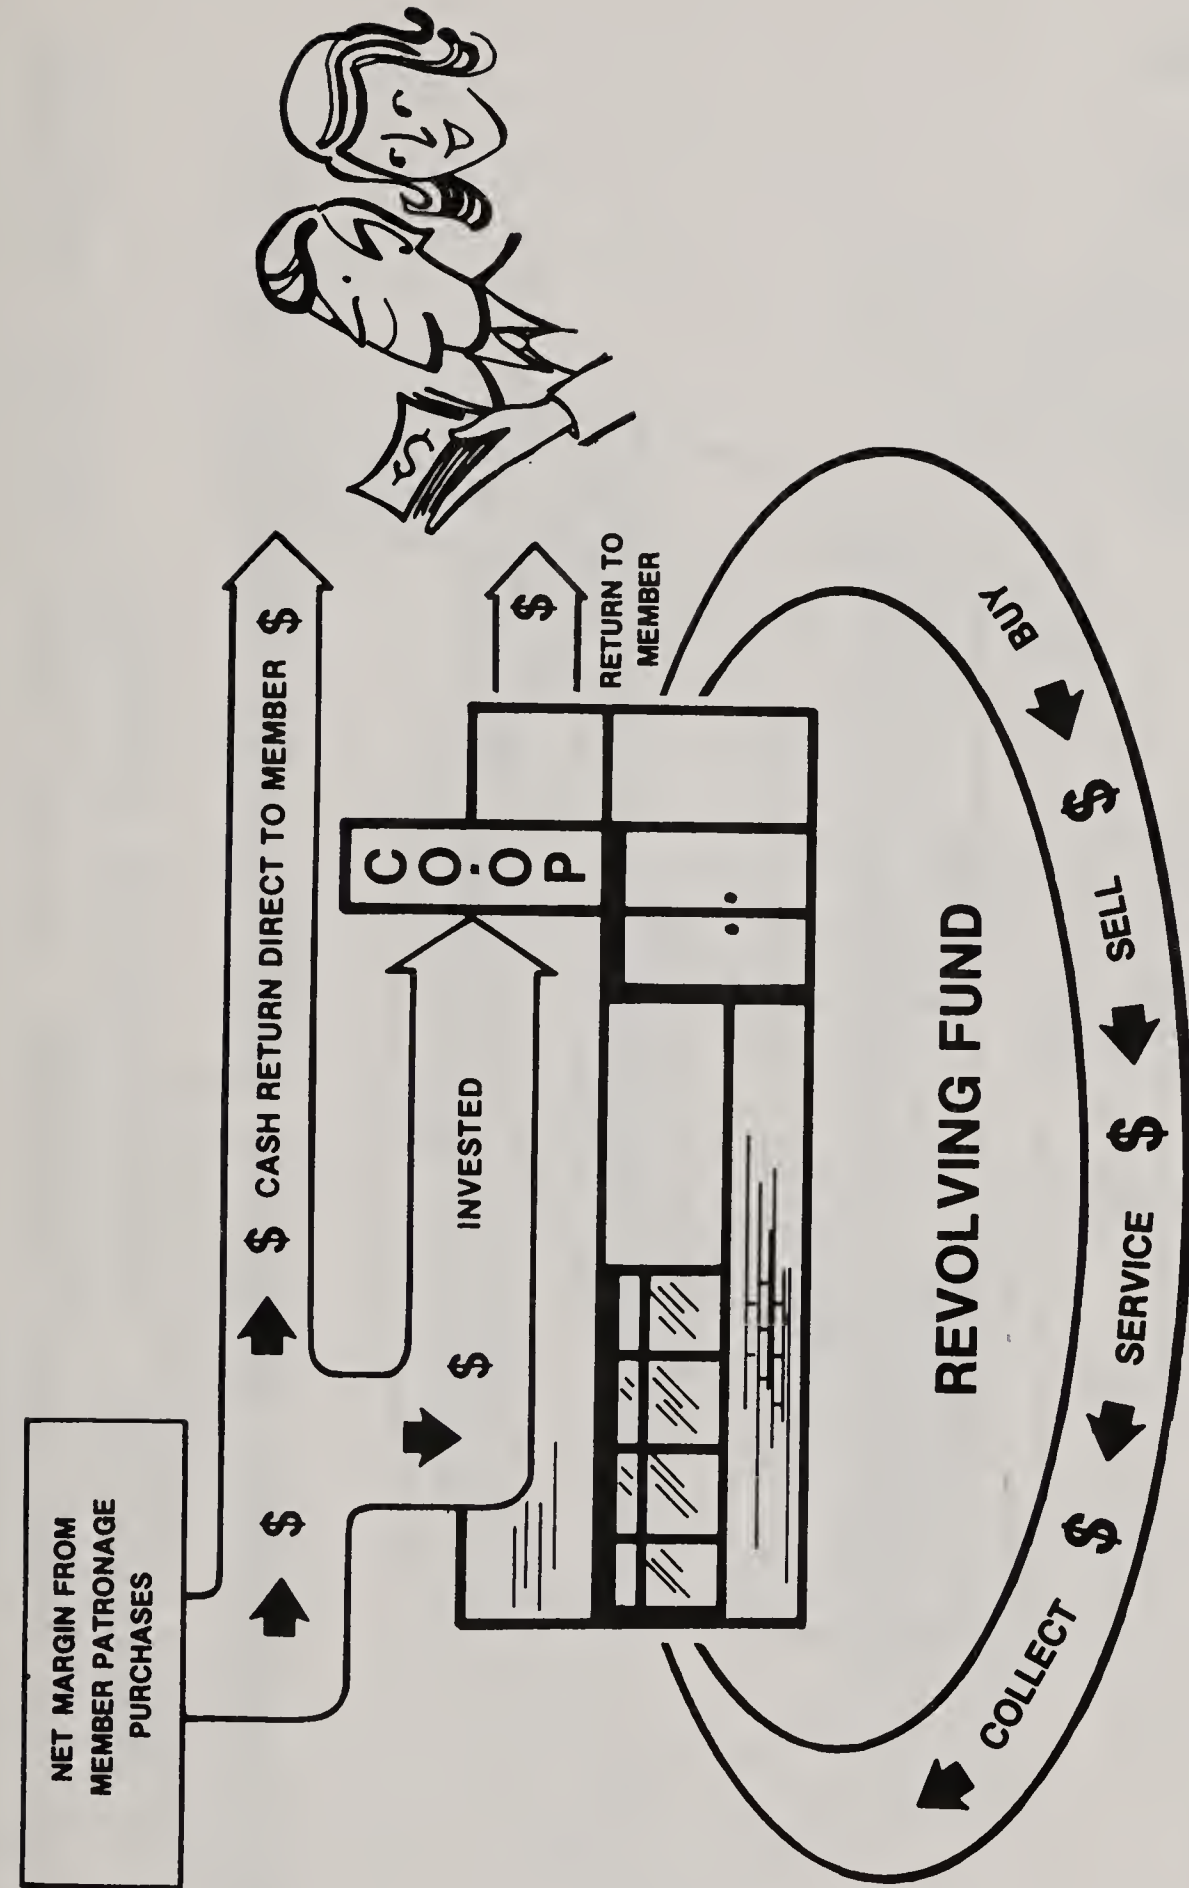 NET MARGIN FROM
MEMBER PATRONAGE
PURCHASES
$
$ CASH RETURN DIRECT TO MEMBER $
$
$
INVESTED
CO-OP
$
RETURN TO
MEMBER
REVOLVING FUND
BUY
$
SELL
$
SERVICE
$
COLLECT